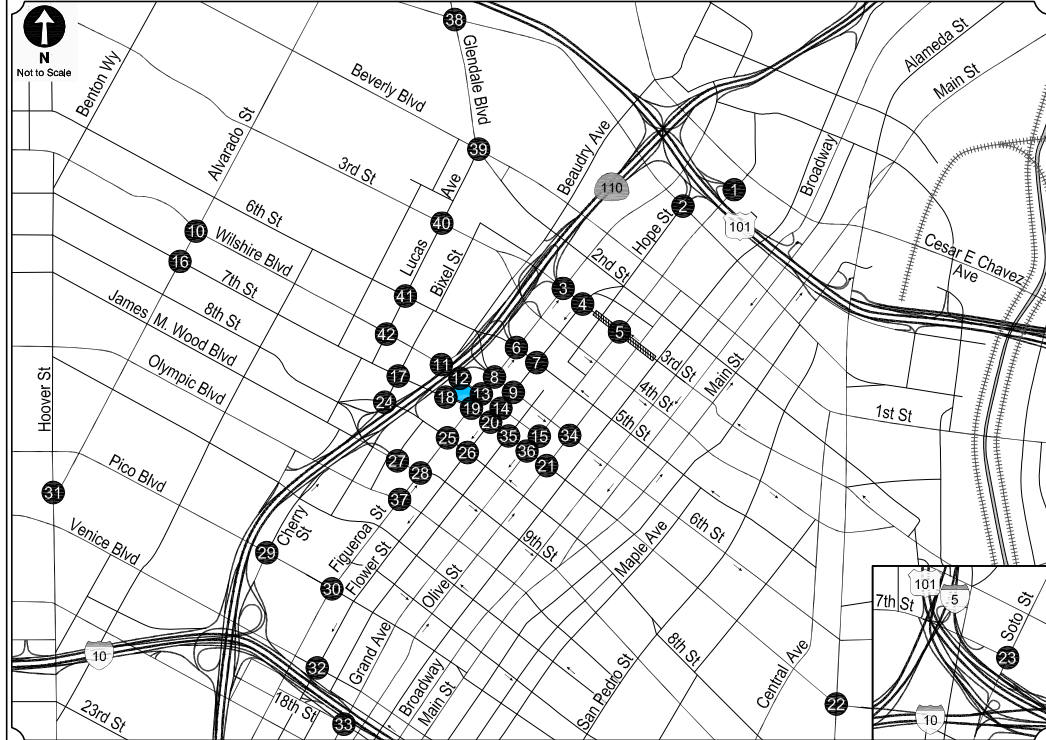 N
Not to Scale
38
Glendale Blvd
Alameda St
Main St
Benton Wy
Beverly Blvd
Alvarado St
Beaudry Ave
Broadway
39
3rd St
110
1
Ave
2
10
6th St
40
Hope St
101
Wilshire Blvd
Lucas
Bixel St
2nd St
Cesar E Chavez
Ave
16
7th St
3
41
4
James M. Wood Blvd
8th St
42
5
6
3rd St
7
Main St
11
17
12
8
4th St
Olympic Blvd
18
13
9
24
19
14
Hoover St
20
5th St
1st St
25
35
15
34
26
36
27
21
28
Pico Blvd
31
37
Venice Blvd
Cherry
St
Figueroa St
6th St
29
Flower St
9th St
Maple Ave
30
Olive St
101
5
7th St
Soto St
10
8th St
Grand Ave
23
32
Broadway
Main St
San Pedro St
Central Ave
18th St
22
23rd St
33
10